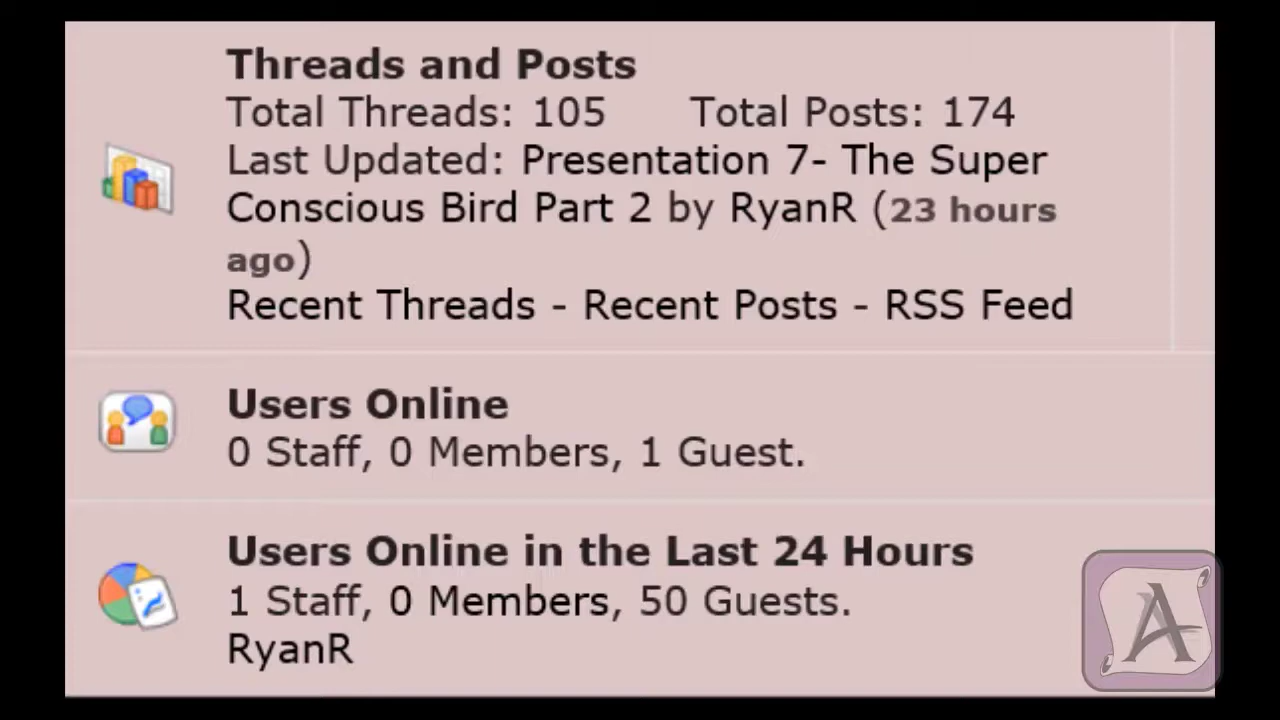 Threads and Posts
Total Threads: 105 Total Posts: 174
Last Updated: Presentation 7- The Super
Conscious Bird Part 2 by RyanR (23 hours
ago)
Recent Threads - Recent Posts - RSS Feed
Users Online
0 Staff, 0 Members, 1 Guest.
Users Online in the Last 24 Hours
1 Staff, 0 Members, 50 Guests.
RyanR
A